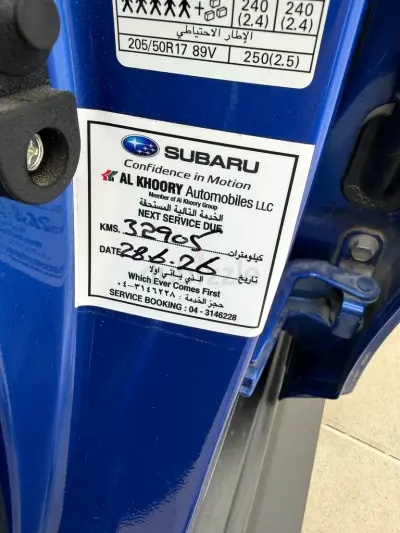 240 (2.4) 240 (2.4)
الإطار الاحتياطي
205/50R17 89V 250(2.5)
SUBARU
Confidence in Motion
AL KHOORY Automobiles LLC
Member of Al Khoory Group
الخدمة التالية المستحقة
NEXT SERVICE DUE
KMS. 32905 كيلومترات
DATE 28.6.26 تاريخ
الذي يأتي أولا
Which Ever Comes First
حجز الخدمة : ٠٤-٣١٤٦٢٢٨
SERVICE BOOKING : 04 - 3146228